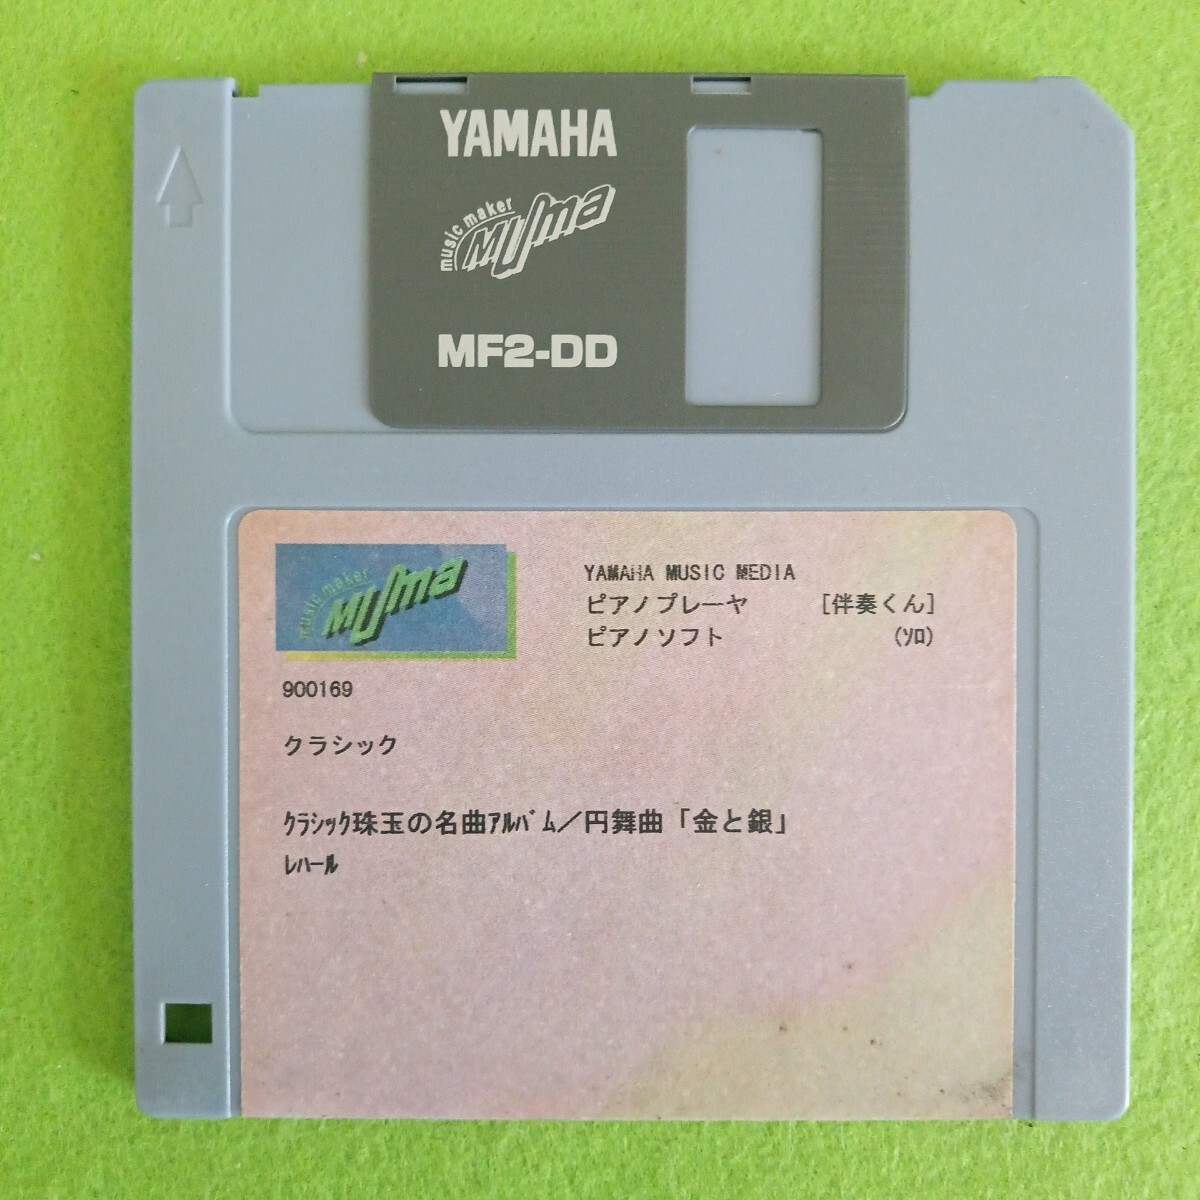 YAMAHA
music maker
MUma
MF2-DD
music maker
MUma
YAMAHA MUSIC MEDIA
ピアノプレーヤ [伴奏くん]
ピアノソフト (ｿﾛ)
900169
クラシック
ｸﾗｼｯｸ珠玉の名曲ｱﾙﾊﾞﾑ／円舞曲「金と銀」
ﾚﾊｰﾙ